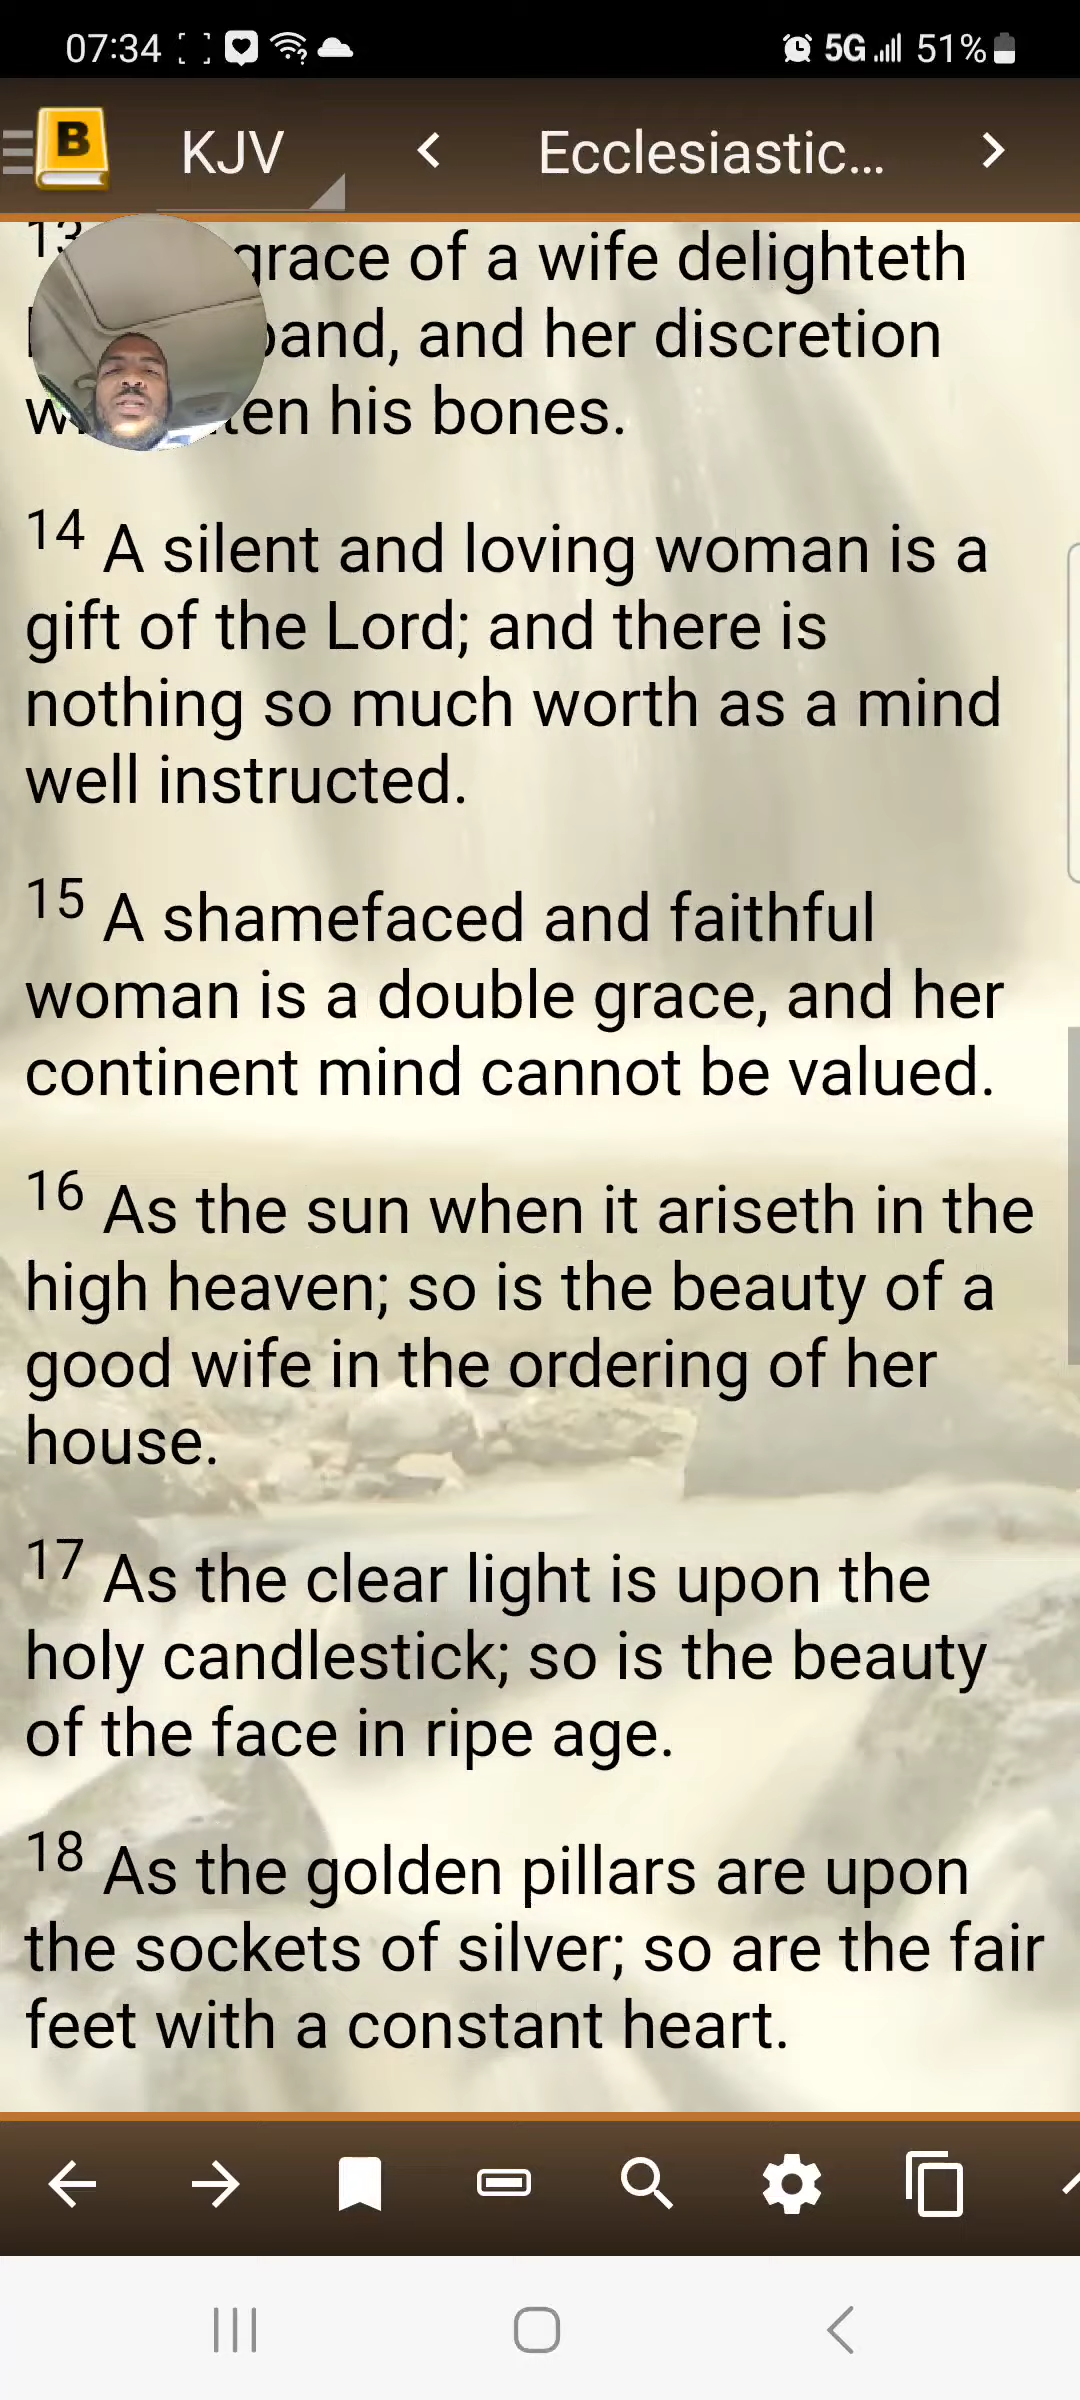 07:34 5G 51%
B KJV Ecclesiastic...
13 grace of a wife delighteth
band, and her discretion
his bones.
14 A silent and loving woman is a
gift of the Lord; and there is
nothing so much worth as a mind
well instructed.
15 A shamefaced and faithful
woman is a double grace, and her
continent mind cannot be valued.
16 As the sun when it ariseth in the
high heaven; so is the beauty of a
good wife in the ordering of her
house.
17 As the clear light is upon the
holy candlestick; so is the beauty
of the face in ripe age.
18 As the golden pillars are upon
the sockets of silver; so are the fair
feet with a constant heart.